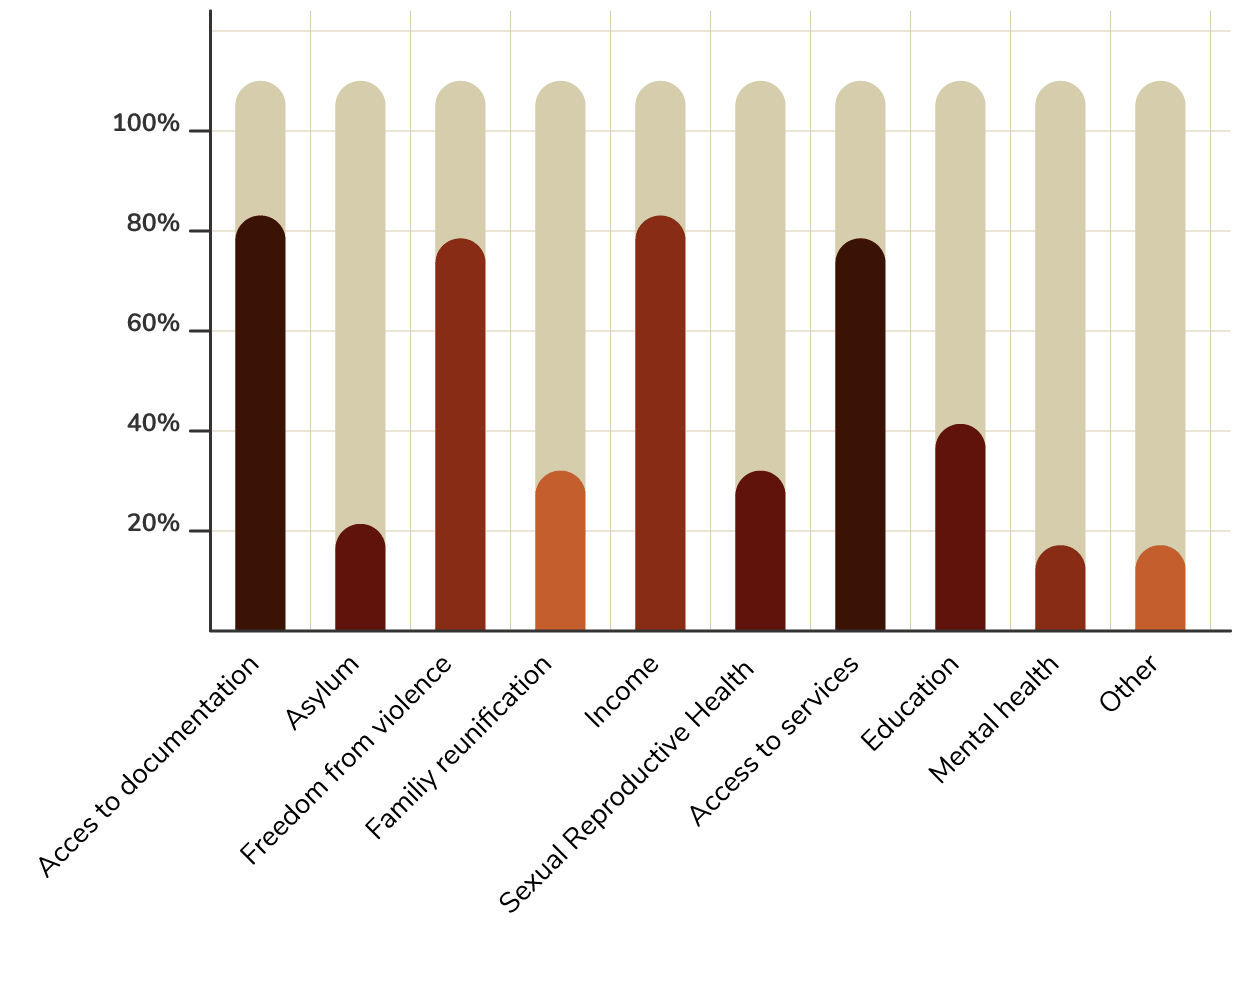 100%
80%
60%
40%
20%
Acces to documentation
Asylum
Freedom from violence
Familiy reunification
Income
Sexual Reproductive Health
Access to services
Education
Mental health
Other